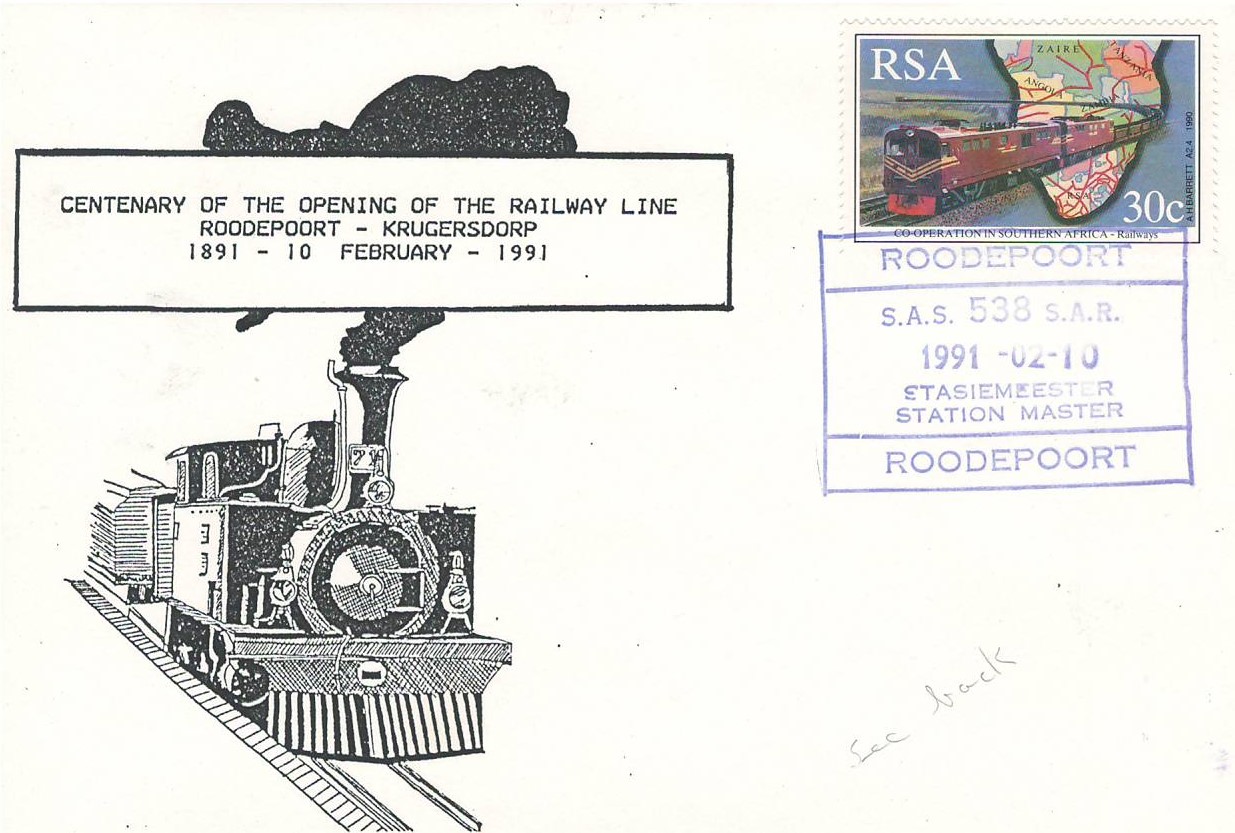 CENTENARY OF THE OPENING OF THE RAILWAY LINE
ROODEPOORT - KRUGERSDORP
1891 - 10 FEBRUARY - 1991
71
RSA
ZAIRE
TANZANIA
ANGOLA
ZAMBIA
RSA
30c
A H BARRETT A2.4 1990
CO-OPERATION IN SOUTHERN AFRICA - Railways
ROODEPOORT
S.A.S. 538 S.A.R.
1991 -02-10
STASIEMEESTER
STATION MASTER
ROODEPOORT
See back